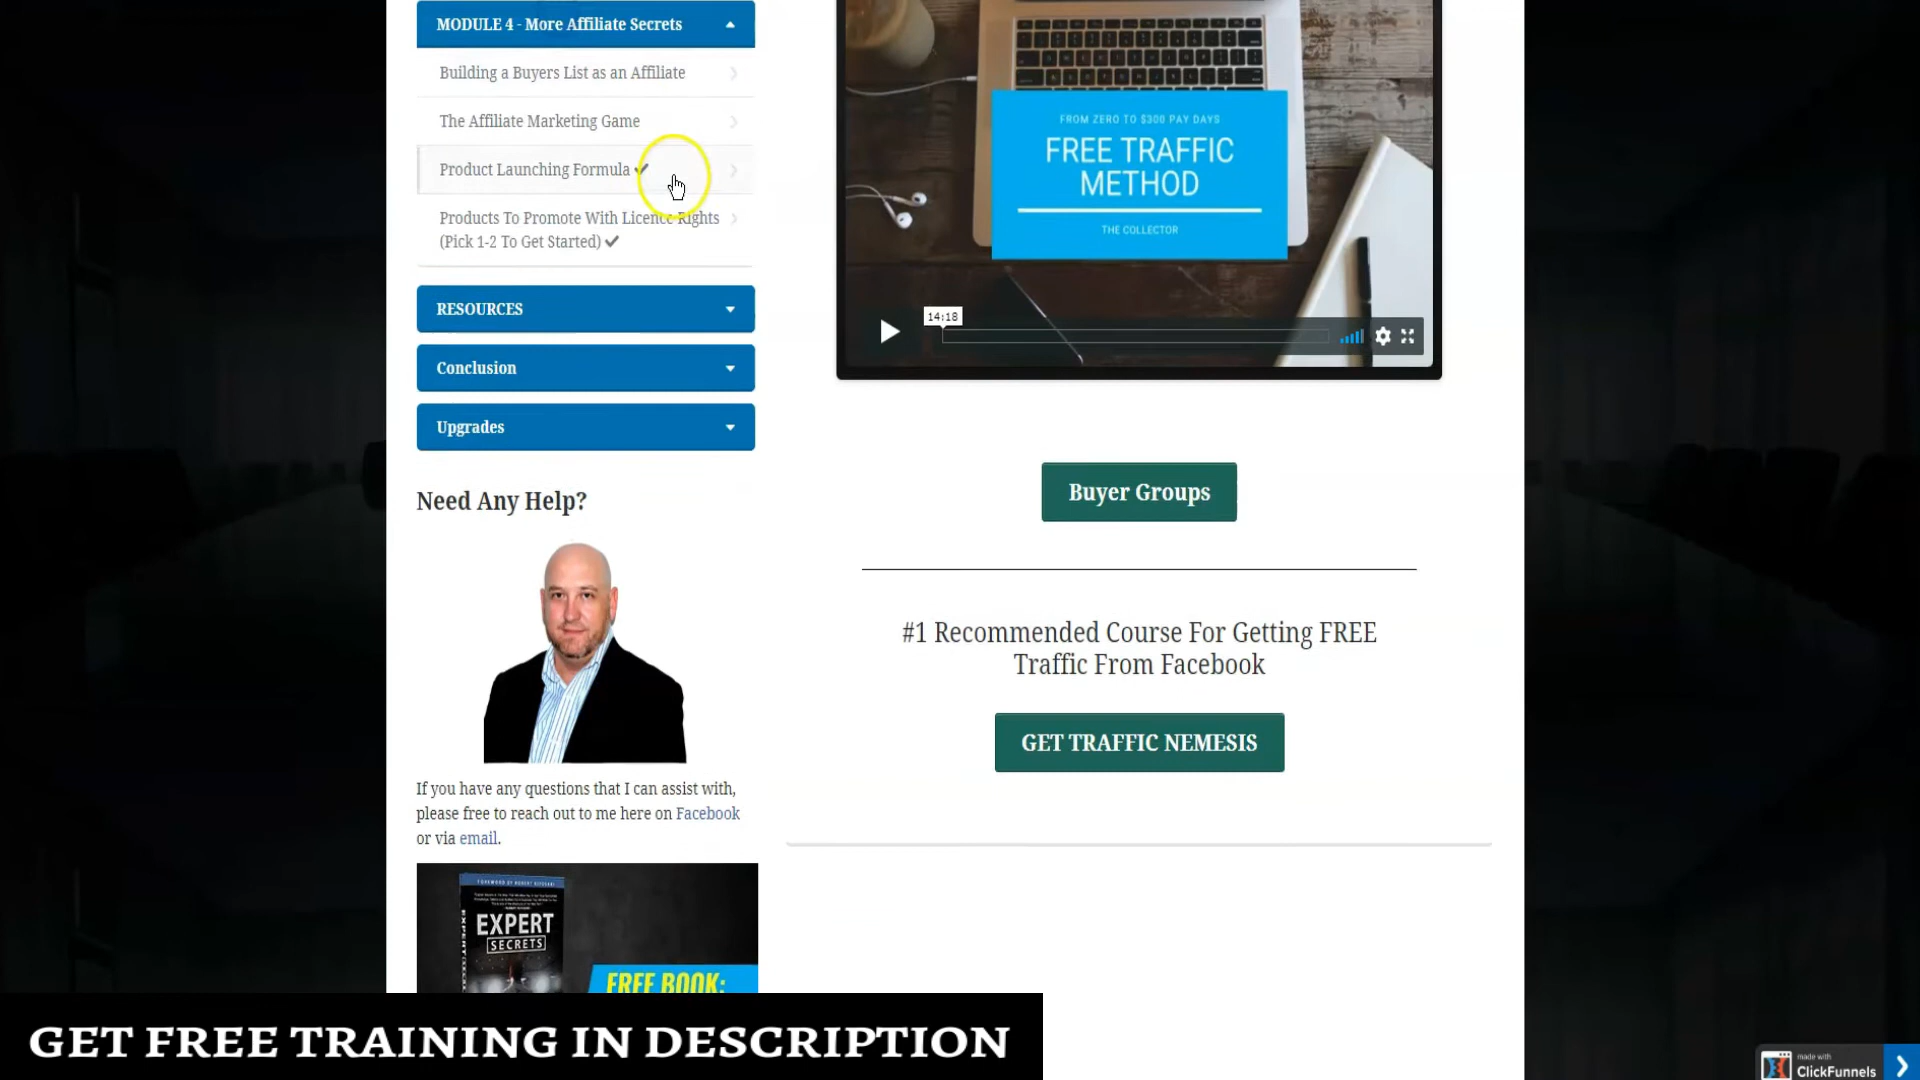 MODULE 4 - More Affiliate Secrets
Building a Buyers List as an Affiliate
The Affiliate Marketing Game
Product Launching Formula
Products To Promote With Licence Rights
(Pick 1-2 To Get Started)
RESOURCES
Conclusion
Upgrades
Need Any Help?
If you have any questions that I can assist with,
please free to reach out to me here on Facebook
or via email.
EXPERT
SECRETS
FREE BOOK:
FROM ZERO TO $300 PAY DAYS
FREE TRAFFIC
METHOD
THE COLLECTOR
14:18
Buyer Groups
#1 Recommended Course For Getting FREE
Traffic From Facebook
GET TRAFFIC NEMESIS
GET FREE TRAINING IN DESCRIPTION
made with
ClickFunnels